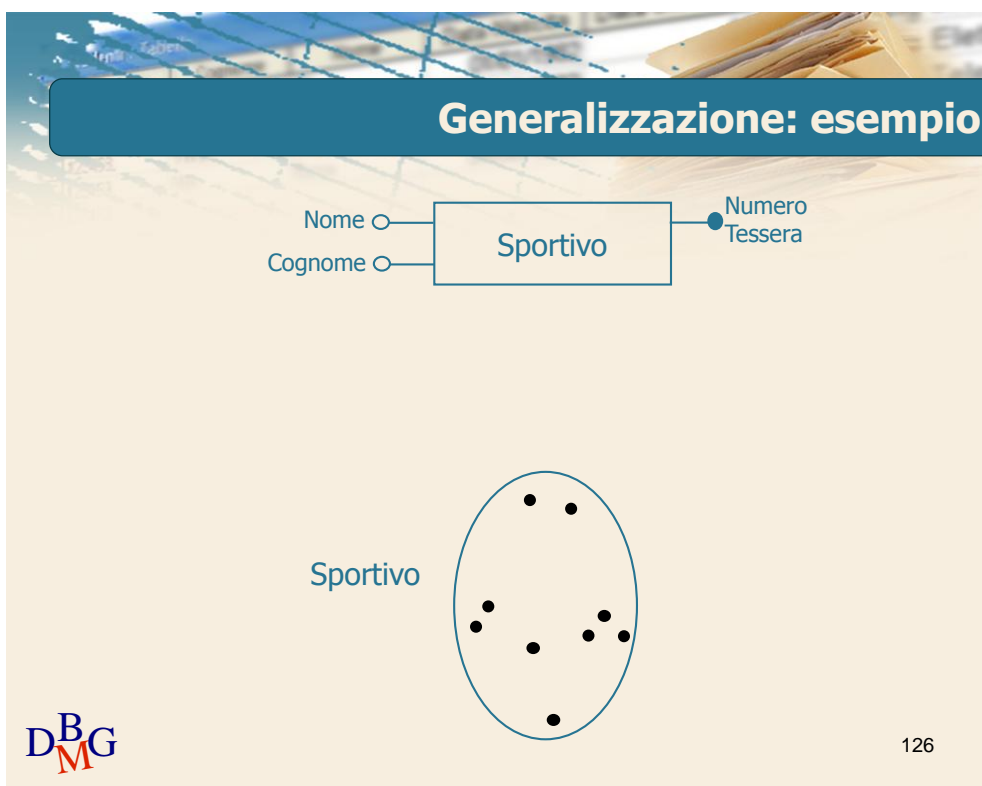 Generalizzazione: esempio
Nome
Cognome
Sportivo
Numero
Tessera
Sportivo
DBMG
126